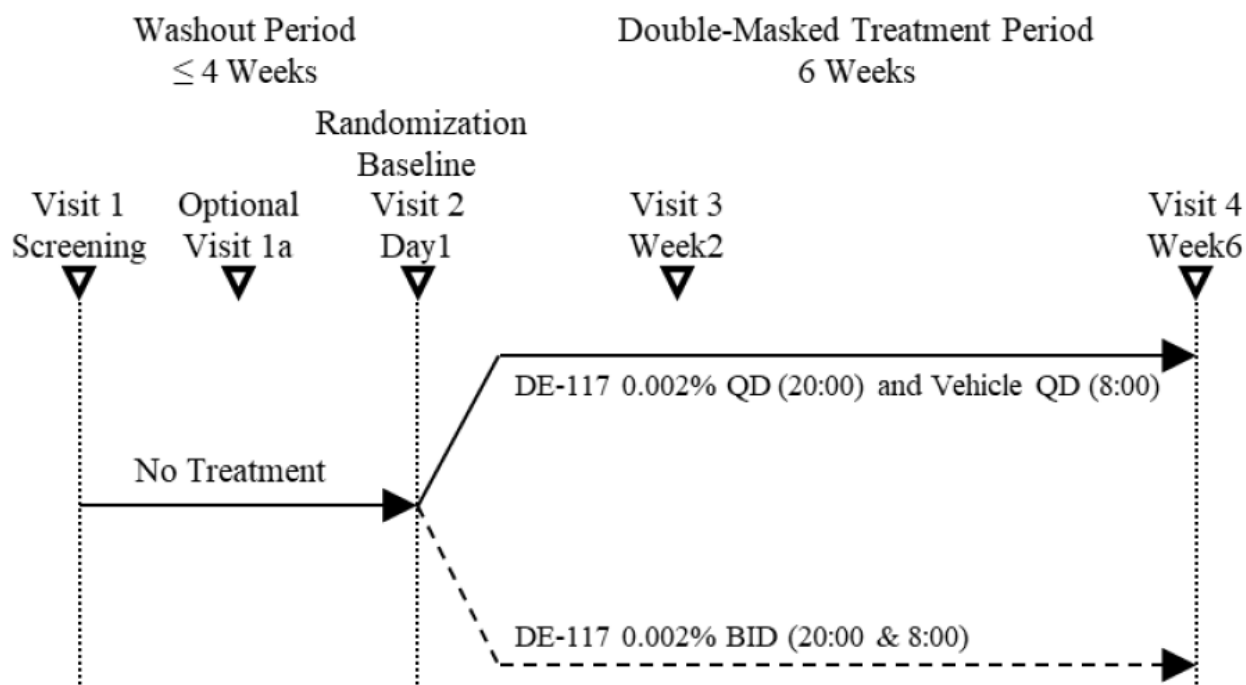 Washout Period
≤ 4 Weeks
Double-Masked Treatment Period
6 Weeks
Randomization
Baseline
Visit 1
Screening
Optional
Visit 1a
Visit 2
Day1
Visit 3
Week2
Visit 4
Week6
DE-117 0.002% QD (20:00) and Vehicle QD (8:00)
No Treatment
DE-117 0.002% BID (20:00 & 8:00)